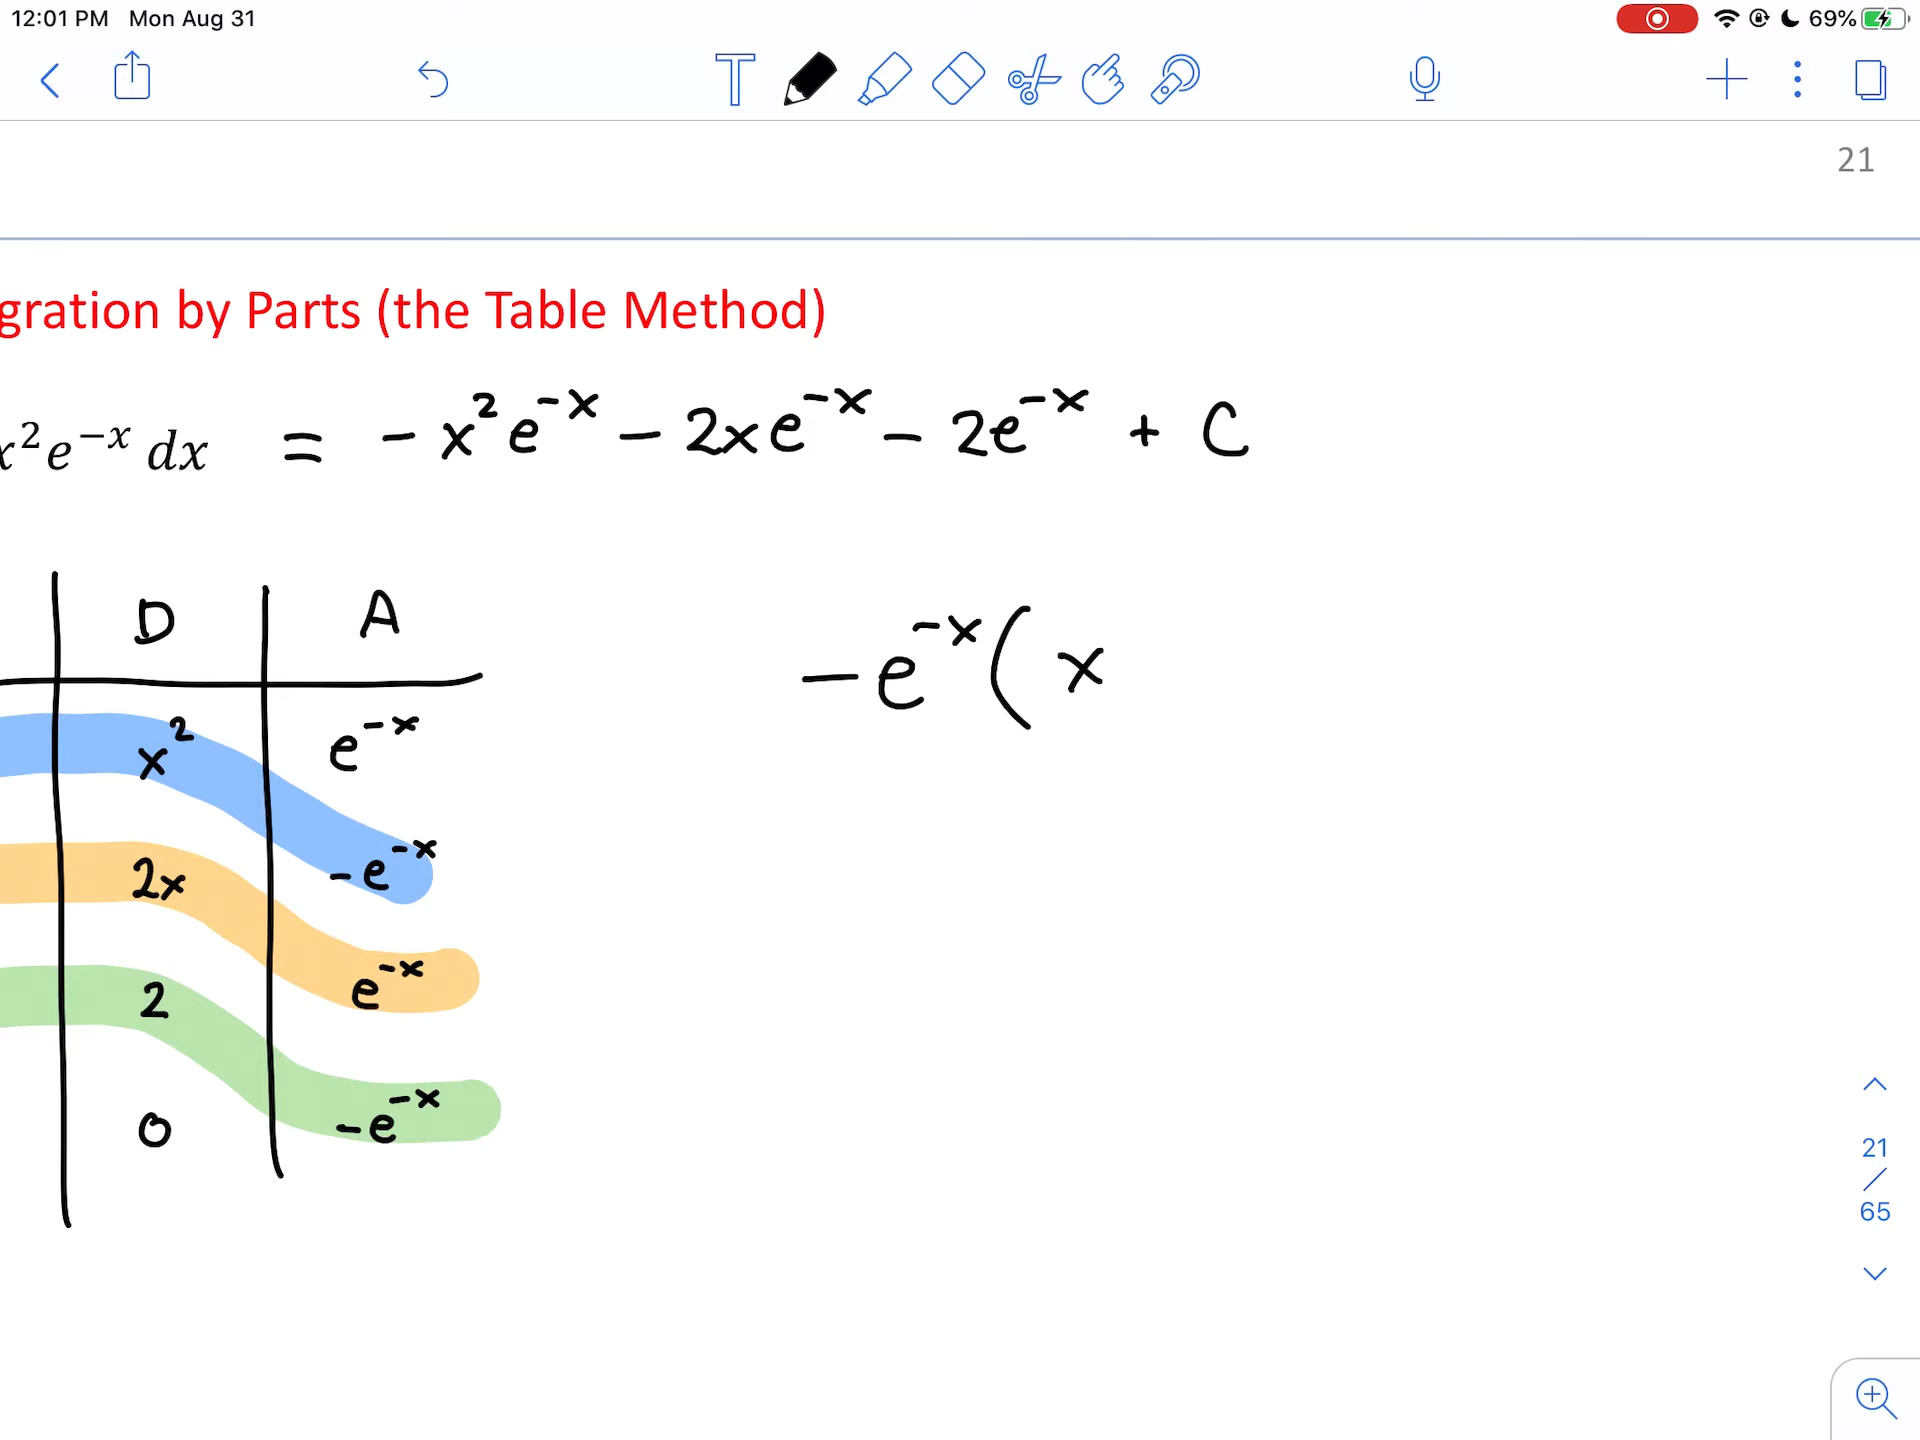 12:01 PM Mon Aug 31 69%
T
21
gration by Parts (the Table Method)
x²e⁻ˣ dx = - x²e⁻ˣ - 2xe⁻ˣ - 2e⁻ˣ + C
D A
x² e⁻ˣ
-e⁻ˣ
2x
e⁻ˣ
2
-e⁻ˣ
0
-e⁻ˣ( x
21
/
65